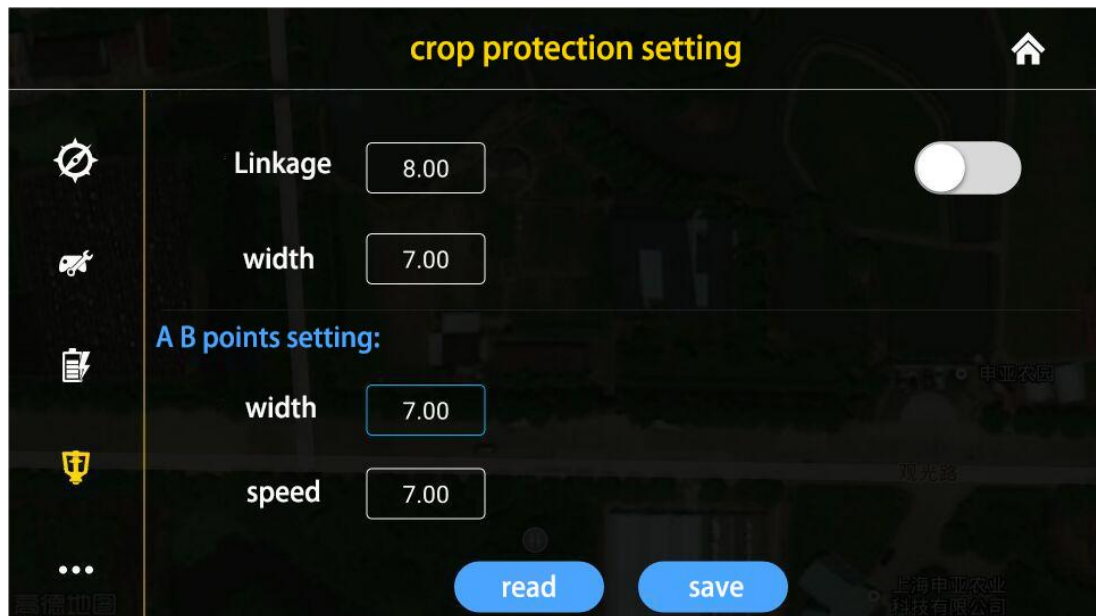 crop protection setting
Linkage 8.00
width 7.00
A B points setting:
申亚农园
width 7.00
观光路
speed 7.00
read save
上海申亚农业
科技有限公司
高德地图